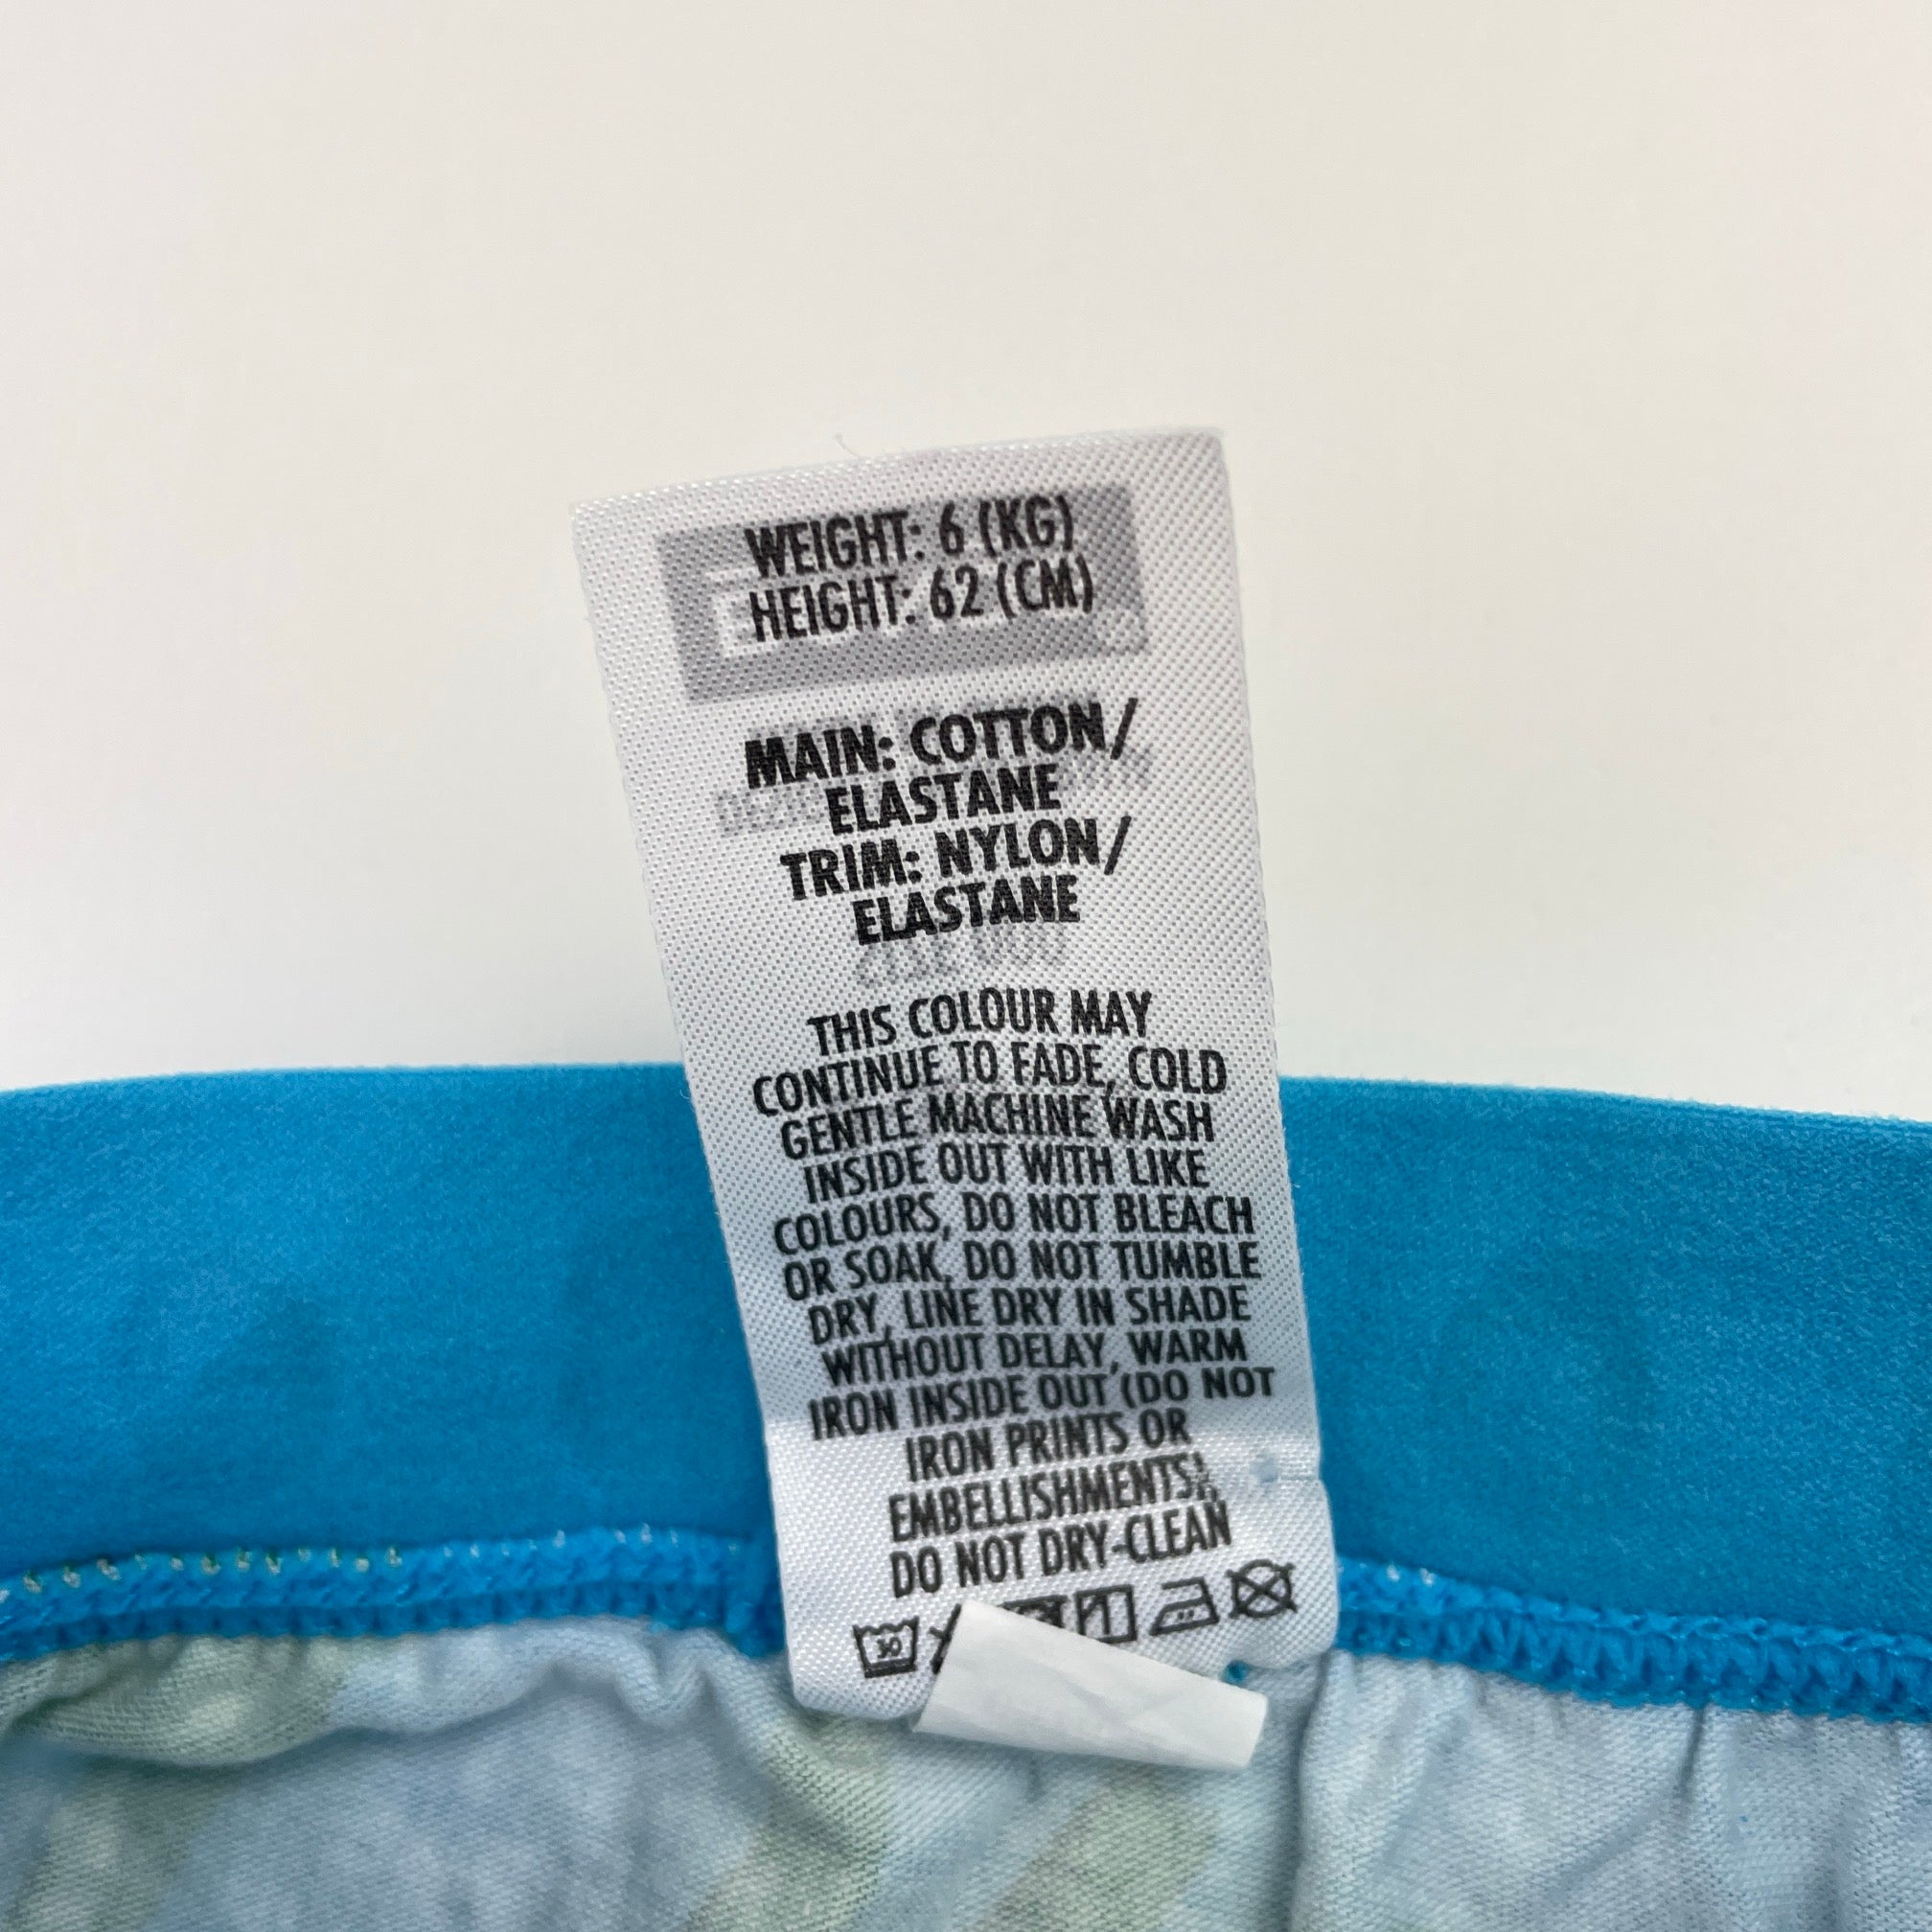 WEIGHT: 6 (KG)
HEIGHT: 62 (CM)
MAIN: COTTON/
ELASTANE
TRIM: NYLON/
ELASTANE
THIS COLOUR MAY
CONTINUE TO FADE, COLD
GENTLE MACHINE WASH
INSIDE OUT WITH LIKE
COLOURS, DO NOT BLEACH
OR SOAK, DO NOT TUMBLE
DRY, LINE DRY IN SHADE
WITHOUT DELAY, WARM
IRON INSIDE OUT (DO NOT
IRON PRINTS OR
EMBELLISHMENTS),
DO NOT DRY-CLEAN
30